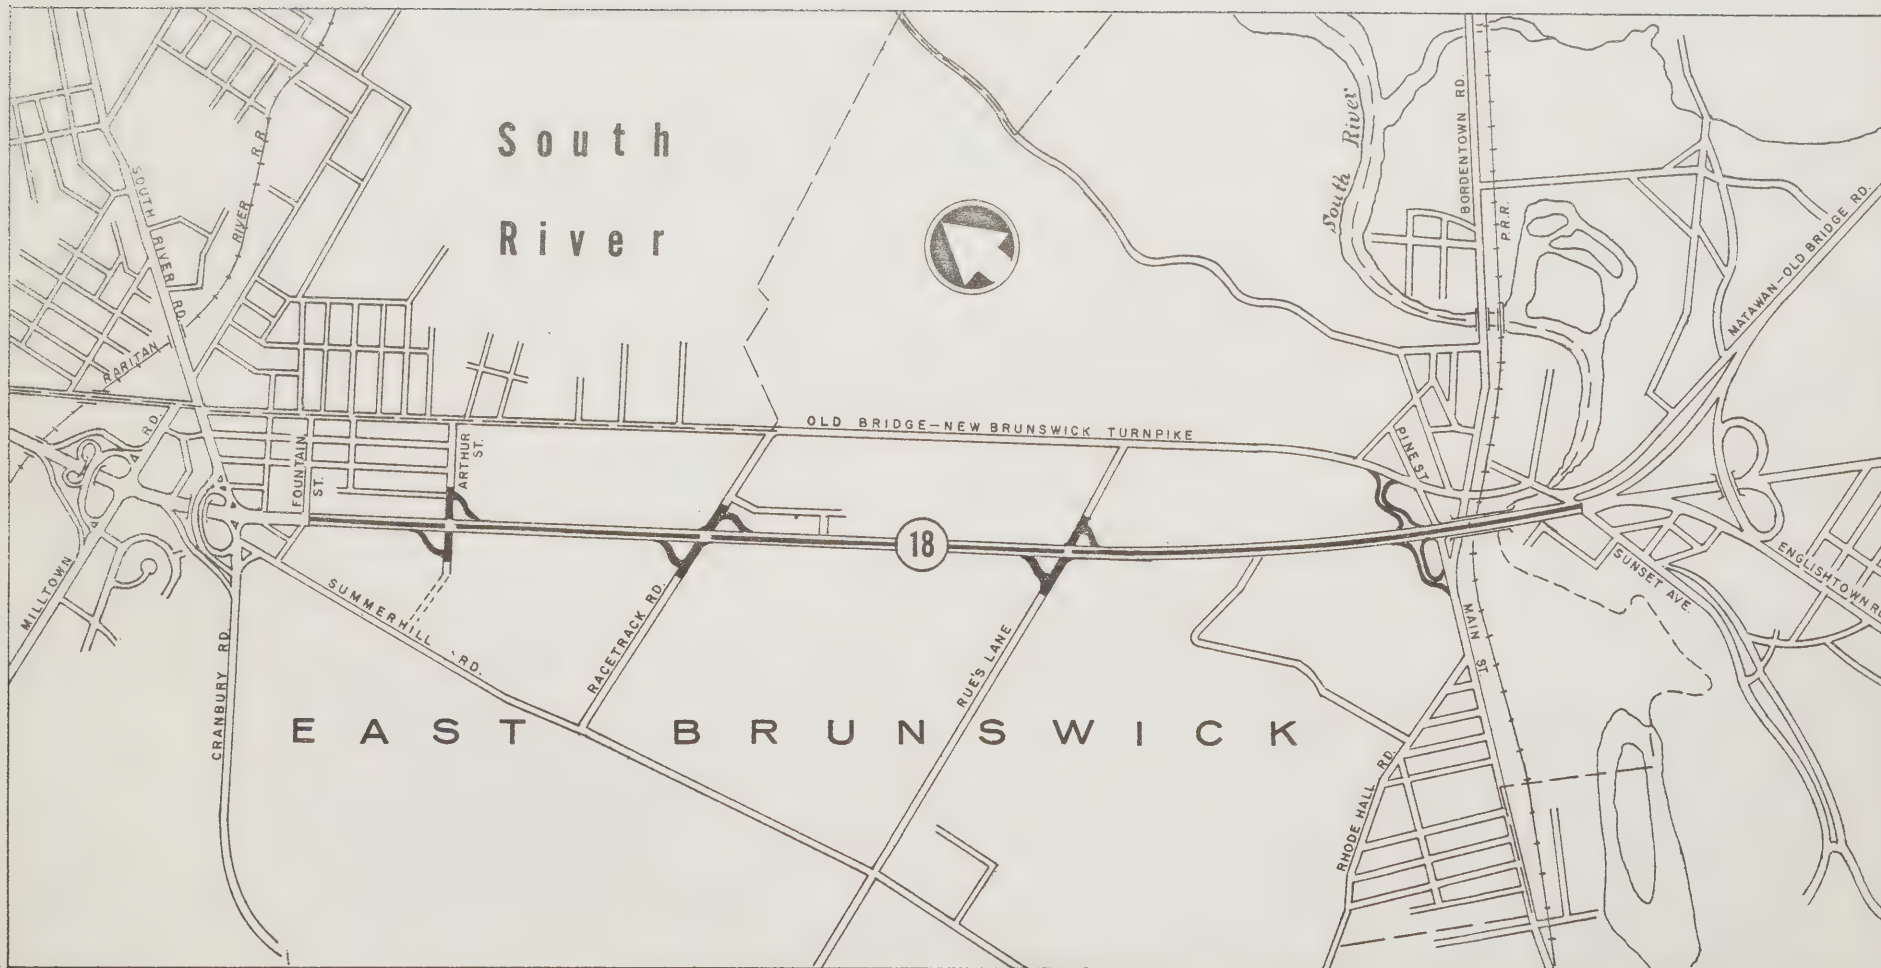 South
River
SOUTH RIVER RD.
RIVER R.R.
RARITAN
South River
BORDENTOWN RD.
P.R.R.
MATAWAN—OLD BRIDGE RD.
RD.
OLD BRIDGE—NEW BRUNSWICK TURNPIKE
FOUNTAIN
ST.
ARTHUR
ST.
PINE ST.
18
MILLTOWN
SUMMERHILL RD.
CRANBURY RD.
RACETRACK RD.
RUE'S LANE
MAIN ST.
SUNSET AVE.
ENGLISHTOWN RD.
EAST BRUNSWICK
RHODE HALL RD.